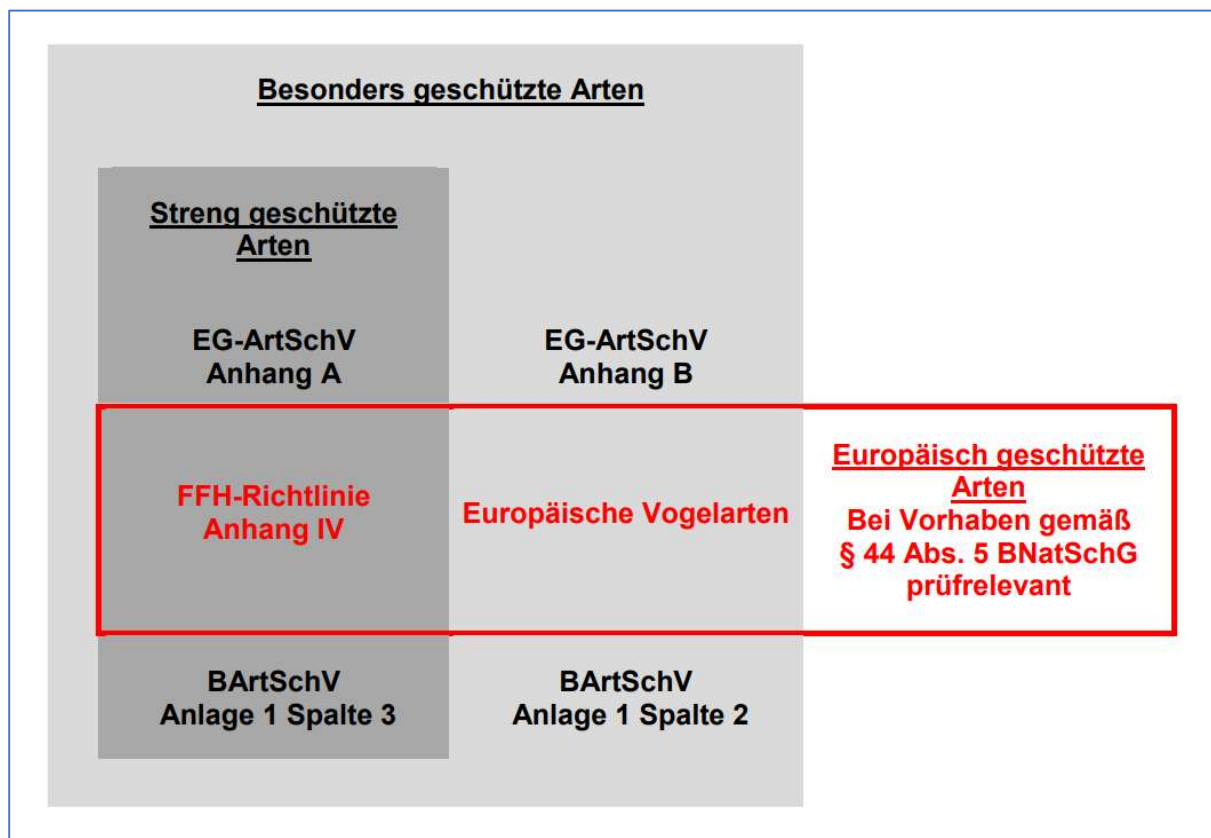 Besonders geschützte Arten
Streng geschützte
Arten
EG-ArtSchV
Anhang A
EG-ArtSchV
Anhang B
FFH-Richtlinie
Anhang IV
Europäische Vogelarten
Europäisch geschützte
Arten
Bei Vorhaben gemäß
§ 44 Abs. 5 BNatSchG
prüfrelevant
BArtSchV
Anlage 1 Spalte 3
BArtSchV
Anlage 1 Spalte 2